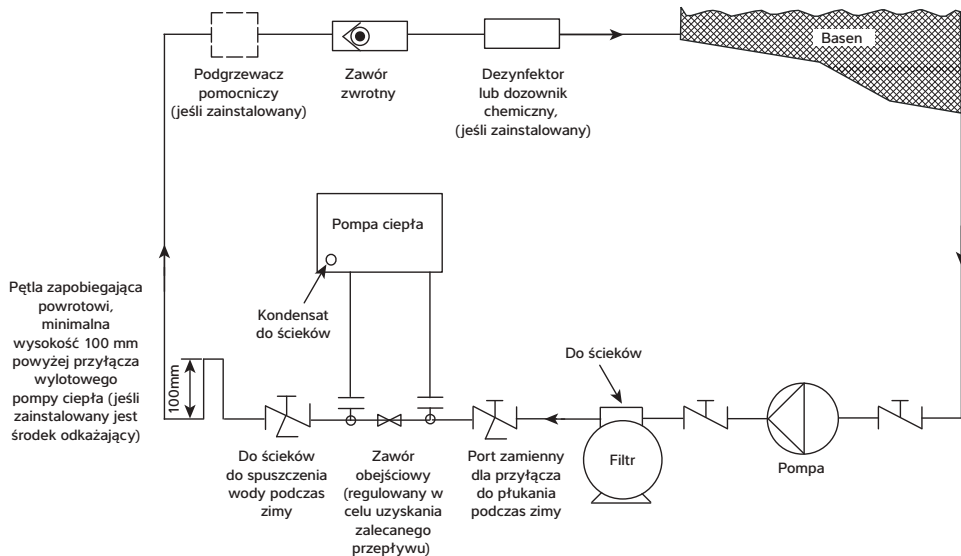 Basen
Podgrzewacz
pomocniczy
(jeśli zainstalowany)
Zawór
zwrotny
Dezynfektor
lub dozownik
chemiczny,
(jeśli zainstalowany)
Pompa ciepła
Kondensat
do ścieków
Pętla zapobiegająca
powrotowi,
minimalna
wysokość 100 mm
powyżej przyłącza
wylotowego
pompy ciepła (jeśli
zainstalowany jest
środek odkażający)
100mm
Do ścieków
do spuszczenia
wody podczas
zimy
Zawór
obejściowy
(regulowany w
celu uzyskania
zalecanego
przepływu)
Port zamienny
dla przyłącza
do płukania
podczas zimy
Do ścieków
Filtr
Pompa